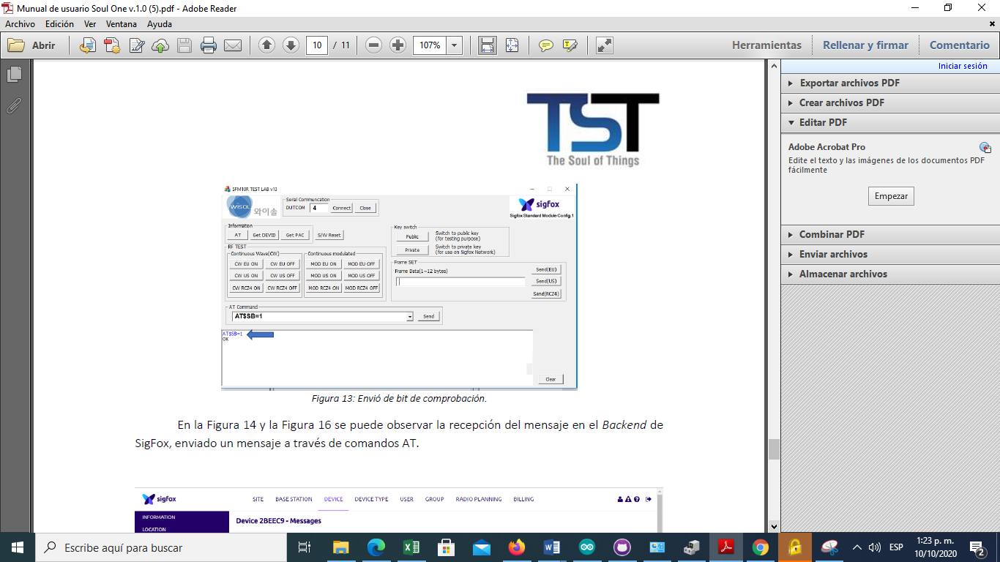 Munual de usuario Soul One v.1.0 (5).pdf - Adobe Reader
Archivo Edición Ver Ventana Ayuda
Abrir 10 / 11 107% Herramientas Rellenar y firmar Comentario
Iniciar sesión
Exportar archivos PDF
Crear archivos PDF
Editar PDF
Adobe Acrobat Pro
Edite el texto y las imágenes de los documentos PDF
fácilmente
Empezar
Combinar PDF
Enviar archivos
Almacenar archivos
TST
The Soul of Things
SFM10R TEST LAB v13
WISOL 와이솔
Serial Communcation
DUTCOM 4 Connect Close
sigfox
Sigfox Standard Module Config.1
Information
AT Get DEVID Get PAC S/W Reset
RF TEST
Continuous Wave(CW) Continuous modulated
CW EU ON CW EU OFF MOD EU ON MOD EU OFF
CW US ON CW US OFF MOD US ON MOD US OFF
CW RCZ4 ON CW RCZ4 OFF MOD RCZ4 ON MOD RCZ4 OFF
Key switch
Public Switch to public key
(for testing purpose)
Private Switch to private key
(for use on Sigfox Network)
Frame SET
Frame Data(1~12 bytes)
Send(EU)
Send(US)
Send(RCZ4)
AT Command
AT$SB=1 Send
AT$SB=1
OK
Clear
Figura 13: Envió de bit de comprobación.
En la Figura 14 y la Figura 16 se puede observar la recepción del mensaje en el Backend de
SigFox, enviado un mensaje a través de comandos AT.
sigfox SITE BASE STATION DEVICE DEVICE TYPE USER GROUP RADIO PLANNING BILLING
INFORMATION
LOCATION
Device 2BEEC9 - Messages
Escribe aquí para buscar
ESP
1:23 p. m.
10/10/2020
2